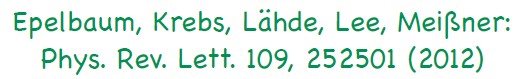 Epelbaum, Krebs, Lähde, Lee, Meißner:
Phys. Rev. Lett. 109, 252501 (2012)